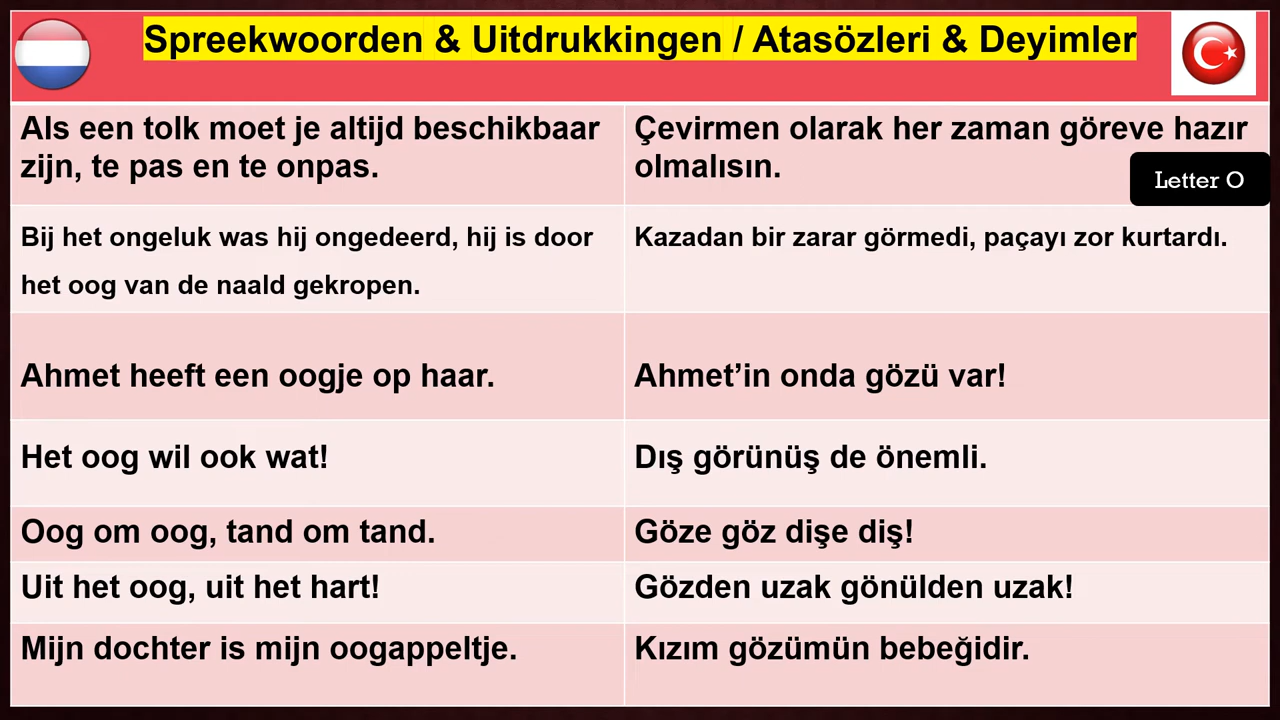 Spreekwoorden & Uitdrukkingen / Atasözleri & Deyimler
Als een tolk moet je altijd beschikbaar
zijn, te pas en te onpas.
Çevirmen olarak her zaman göreve hazır
olmalısın.
Letter O
Bij het ongeluk was hij ongedeerd, hij is door
het oog van de naald gekropen.
Kazadan bir zarar görmedi, paçayı zor kurtardı.
Ahmet heeft een oogje op haar.
Ahmet’in onda gözü var!
Het oog wil ook wat!
Dış görünüş de önemli.
Oog om oog, tand om tand.
Göze göz dişe diş!
Uit het oog, uit het hart!
Gözden uzak gönülden uzak!
Mijn dochter is mijn oogappeltje.
Kızım gözümün bebeğidir.